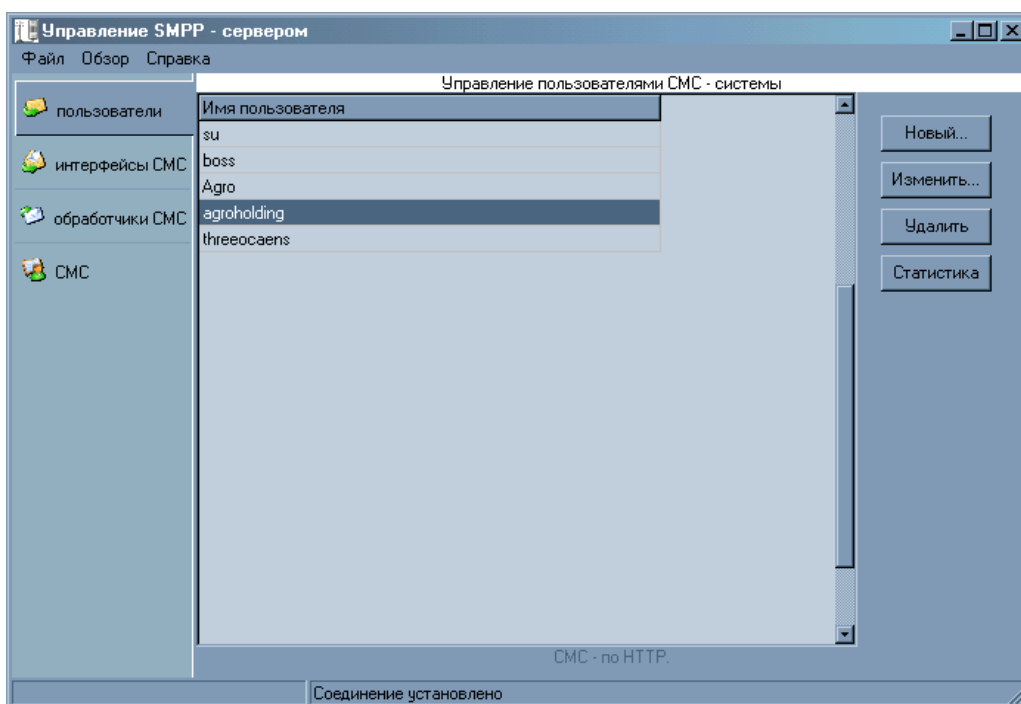 Управление SMPP - сервером
Файл Обзор Справка
Управление пользователями СМС - системы
пользователи
интерфейсы СМС
обработчики СМС
СМС
Имя пользователя
su
boss
Agro
agroholding
threeocaens
Новый...
Изменить...
Удалить
Статистика
СМС - по HTTP.
Соединение установлено